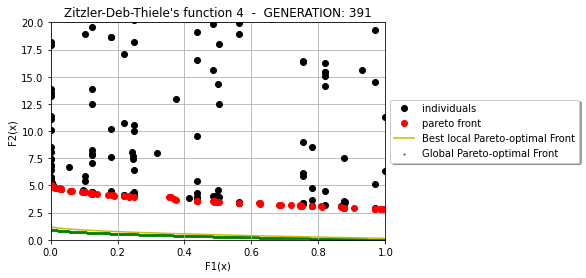 Zitzler-Deb-Thiele's function 4 - GENERATION: 391
20.0
17.5
15.0
12.5
10.0
7.5
5.0
2.5
0.0
F2(x)
0.0 0.2 0.4 0.6 0.8 1.0
F1(x)
individuals
pareto front
Best local Pareto-optimal Front
Global Pareto-optimal Front